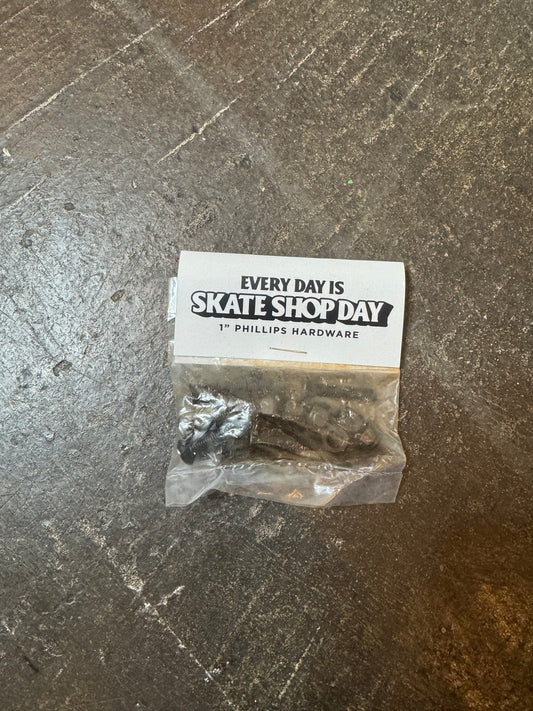 EVERY DAY IS
SKATE SHOP DAY
1” PHILLIPS HARDWARE